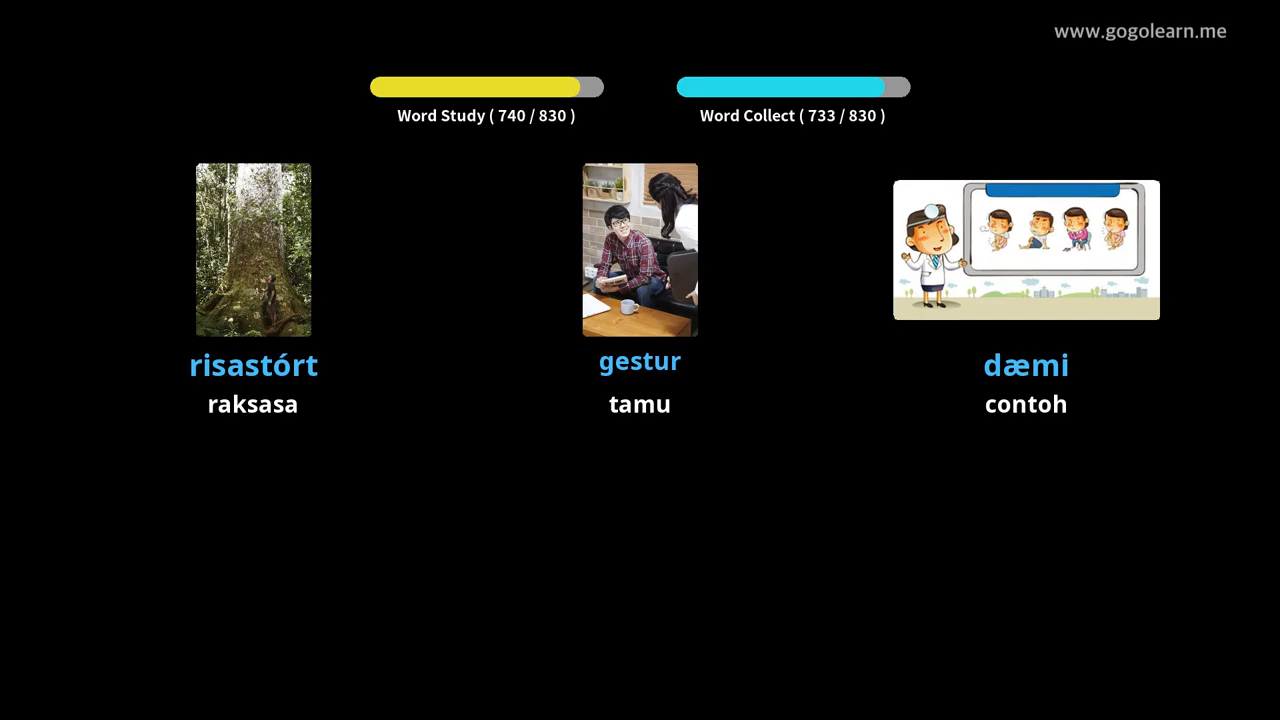 www.gogolearn.me
Word Study ( 740 / 830 )
Word Collect ( 733 / 830 )
risastórt
raksasa
gestur
tamu
dæmi
contoh